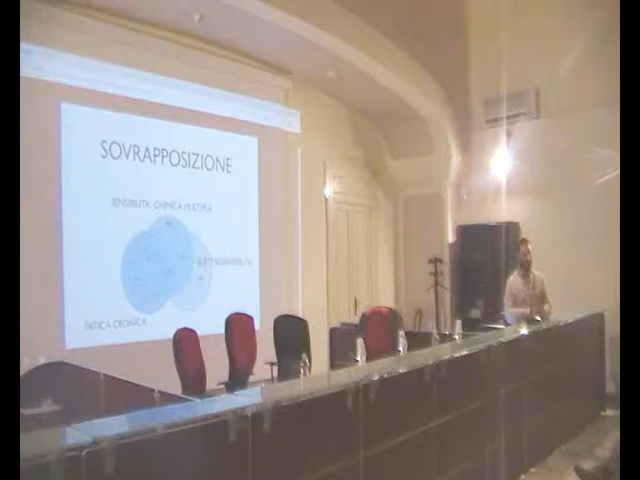 SOVRAPPOSIZIONE
SENSIBILITA' CHIMICA MULTIPLA
ELETTROSENSIBILITA'
FATICA CRONICA